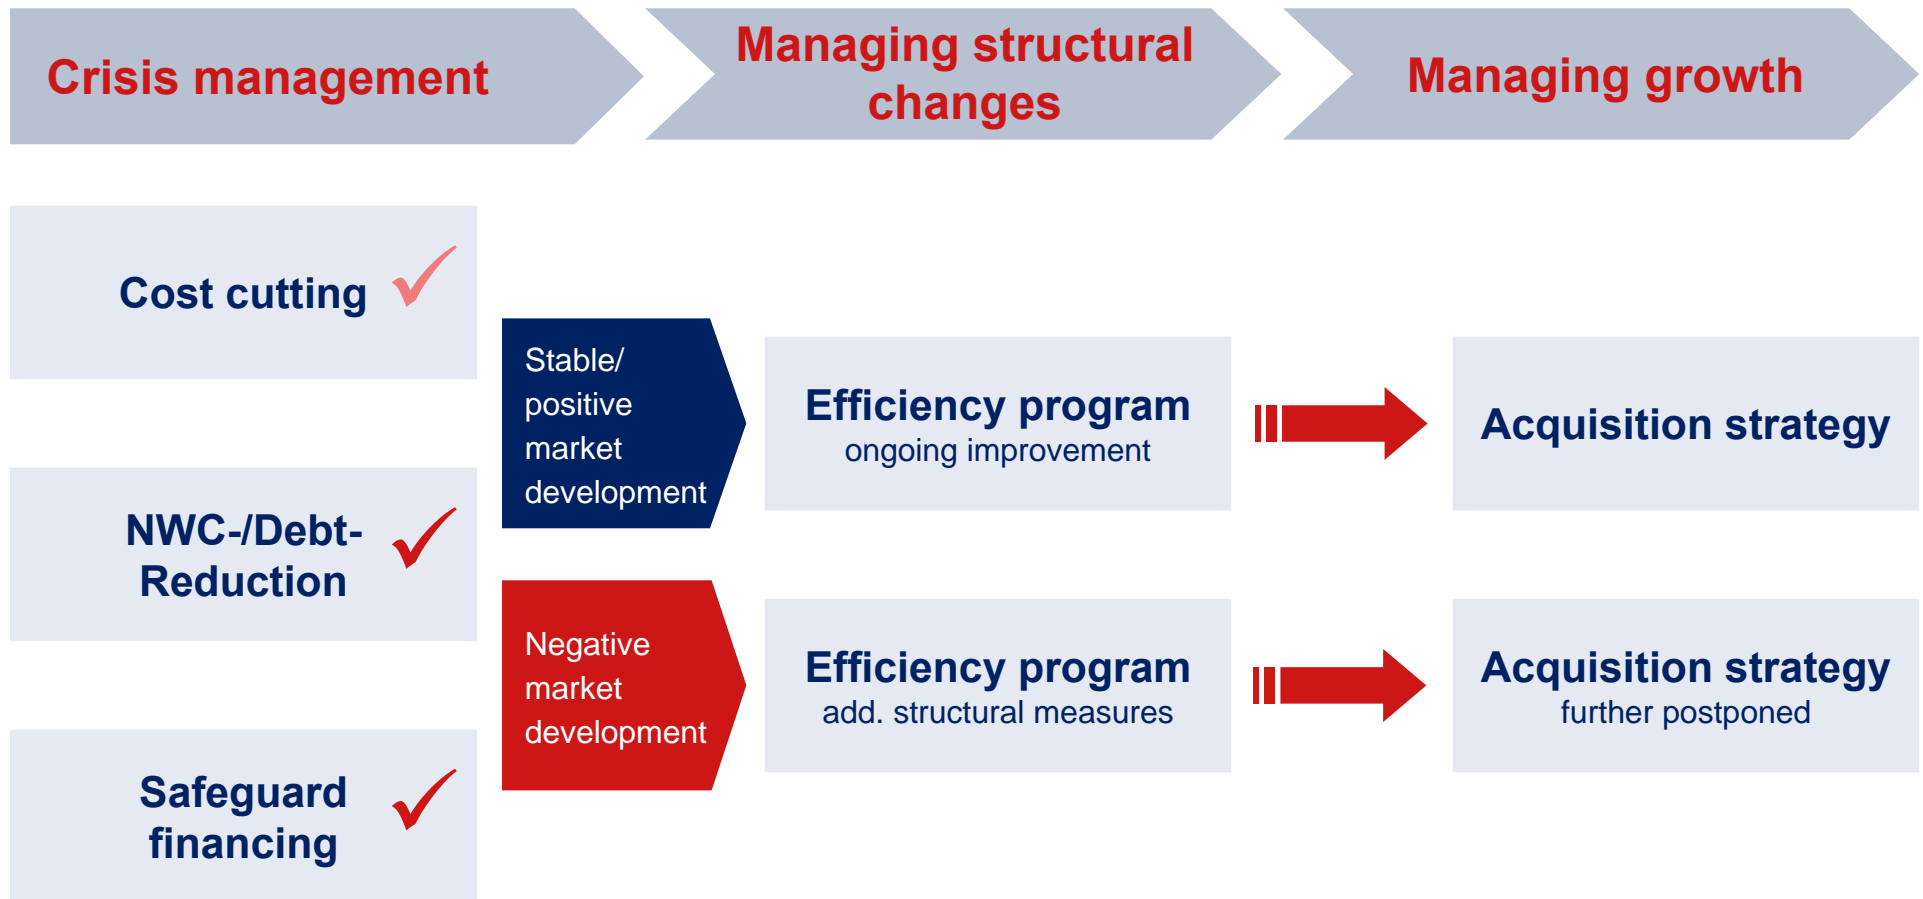 Crisis management
Managing structural
changes
Managing growth
Cost cutting
NWC-/Debt-
Reduction
Safeguard
financing
Stable/
positive
market
development
Efficiency program
ongoing improvement
Acquisition strategy
Negative
market
development
Efficiency program
add. structural measures
Acquisition strategy
further postponed